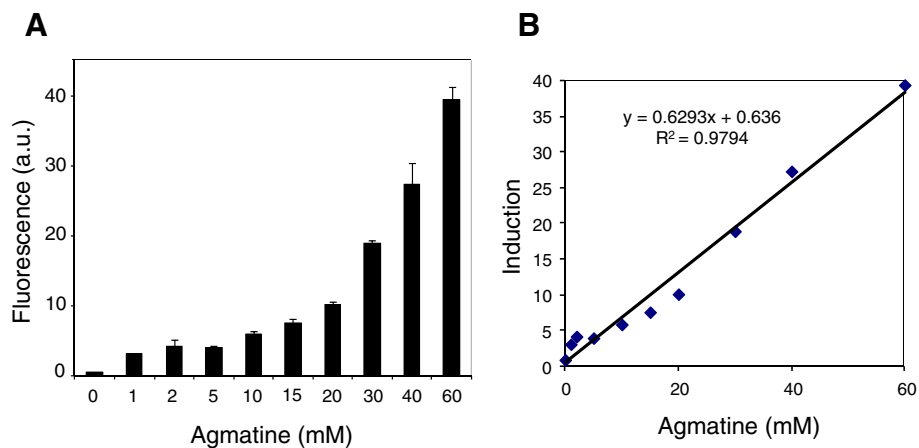 A
B
Fluorescence (a.u.)
40
30
20
10
0
0 1 2 5 10 15 20 30 40 60
Agmatine (mM)
Induction
40
35
30
25
20
15
10
5
0
y = 0.6293x + 0.636
R² = 0.9794
0 20 40 60
Agmatine (mM)